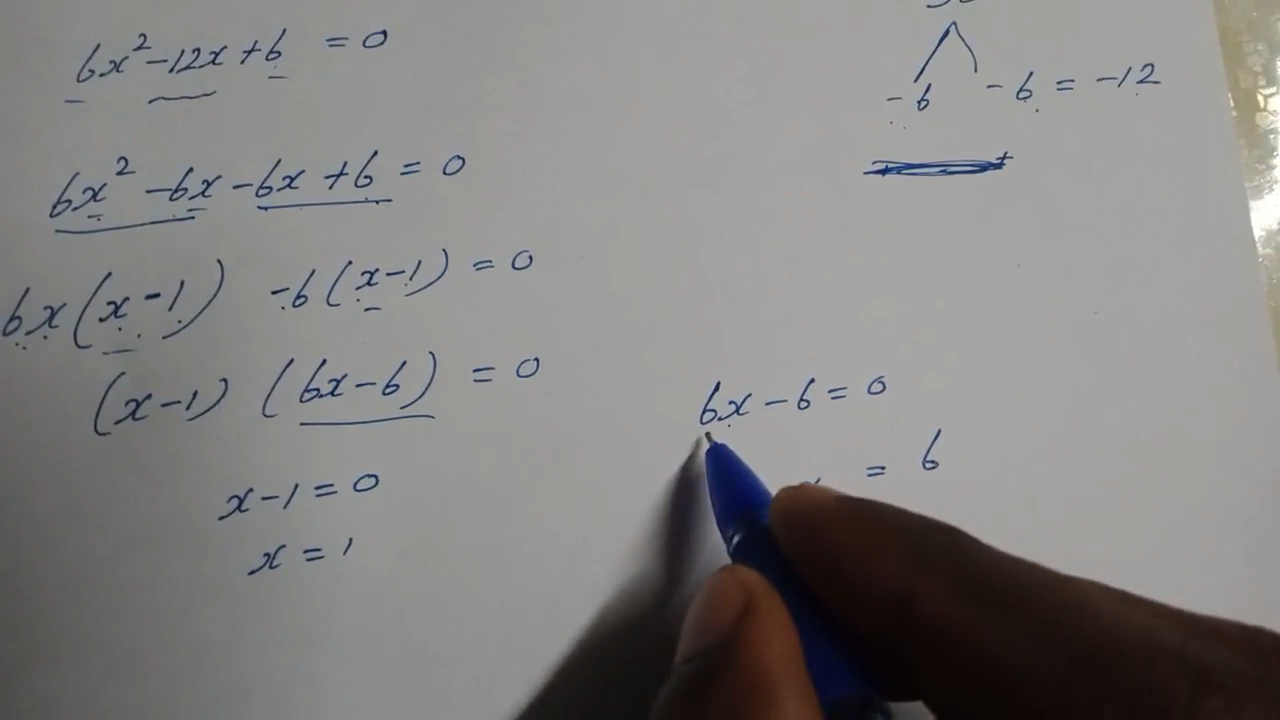 6x² -12x + 6 = 0
-6 -6 = -12
6x² -6x -6x +6 = 0
6x(x-1) -6(x-1) = 0
(x-1) (6x-6) = 0
6x - 6 = 0
x = 6
x-1 = 0
x = 1